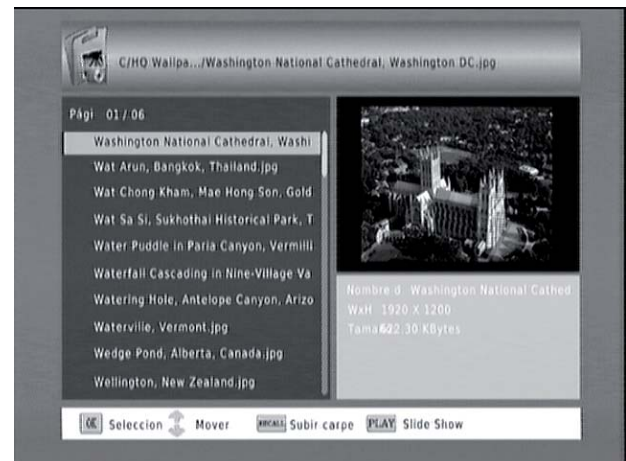 C/HQ Wallpa.../Washington National Cathedral, Washington DC.jpg
Pági 01/06
Washington National Cathedral, Washi
Wat Arun, Bangkok, Thailand.jpg
Wat Chong Kham, Mae Hong Son, Gold
Wat Sa Si, Sukhothai Historical Park, T
Water Puddle in Paria Canyon, Vermilli
Waterfall Cascading in Nine-Village Va
Watering Hole, Antelope Canyon, Arizo
Waterville, Vermont.jpg
Wedge Pond, Alberta, Canada.jpg
Wellington, New Zealand.jpg
Nombre d Washington National Cathed
WxH 1920 X 1200
Tama 622.30 KBytes
OK Seleccion Mover RECALL Subir carpe PLAY Slide Show